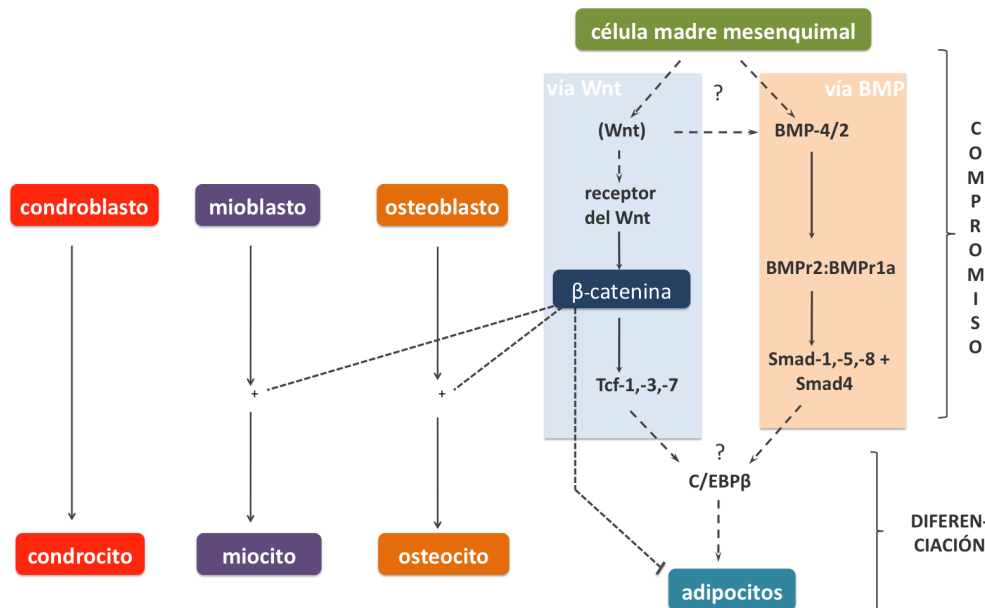 célula madre mesenquimal
vía Wnt
?
vía BMP
(Wnt)
BMP-4/2
condroblasto
mioblasto
osteoblasto
receptor
del Wnt
BMPr2:BMPr1a
β-catenina
Smad-1,-5,-8 +
Smad4
Tcf-1,-3,-7
+
+
C
O
M
P
R
O
M
I
S
O
?
C/EBPβ
DIFEREN-
CIACIÓN
condrocito
miocito
osteocito
adipocitos